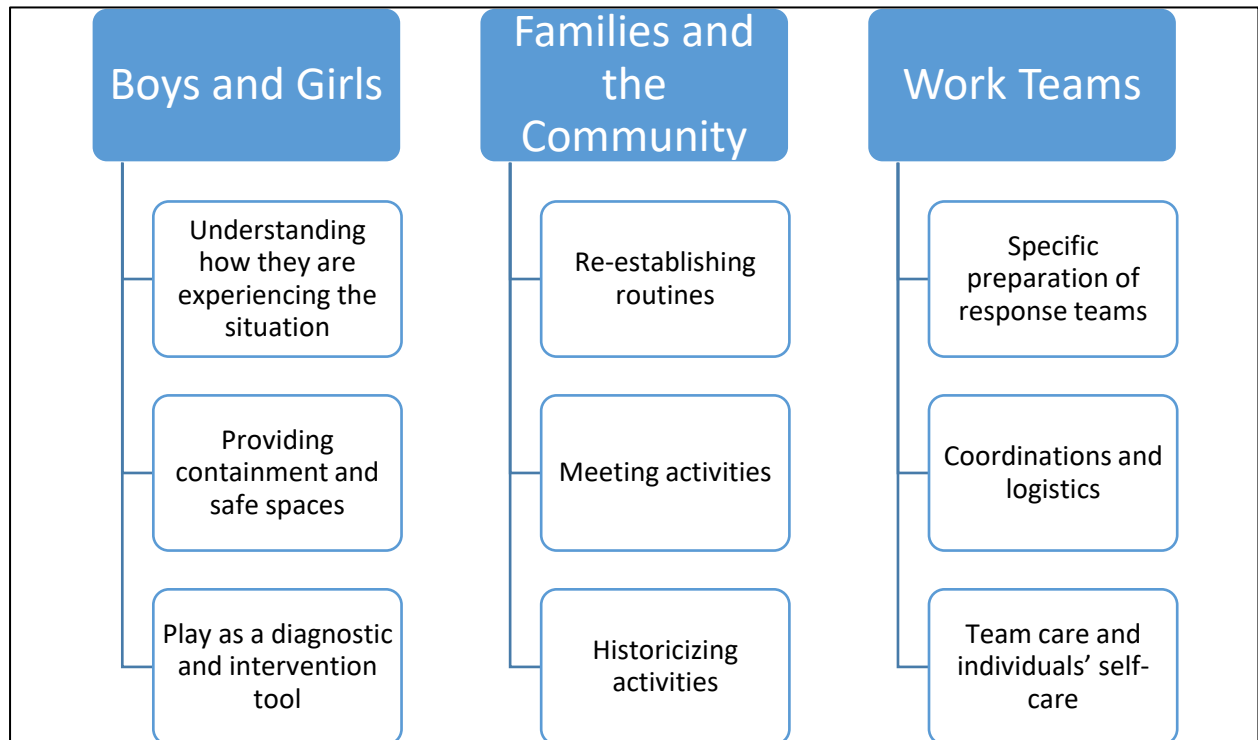 Boys and Girls
Understanding
how they are
experiencing the
situation
Providing
containment and
safe spaces
Play as a diagnostic
and intervention
tool
Families and
the
Community
Re-establishing
routines
Meeting activities
Historicizing
activities
Work Teams
Specific
preparation of
response teams
Coordinations and
logistics
Team care and
individuals’ self-
care